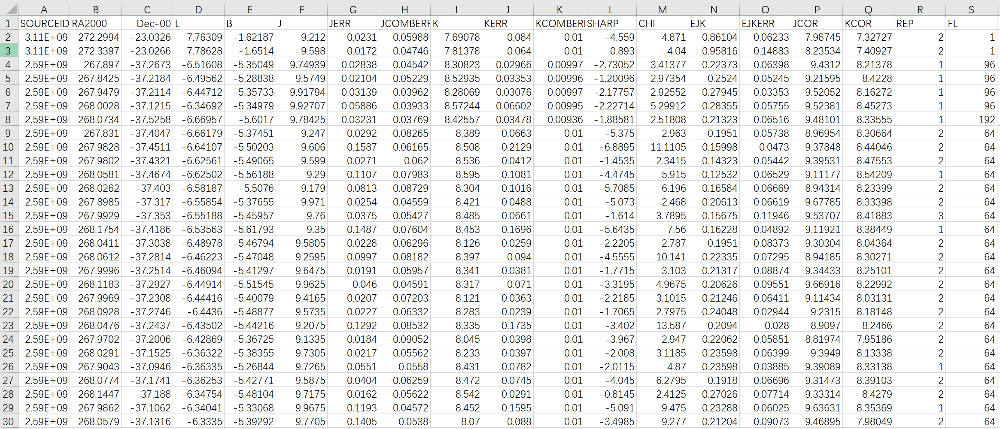 A B C D E F G H I J K L M N O P Q R S
1 SOURCEID RA2000 Dec-00 L B J JERR JCOMBERR K KERR KCOMBERI SHARP CHI EJK EJKERR JCOR KCOR REP FL
2 3.11E+09 272.2994 -23.0326 7.76309 -1.62187 9.212 0.0231 0.05988 7.69078 0.084 0.01 -4.559 4.871 0.86104 0.06233 7.98745 7.32727 2 1
3 3.11E+09 272.3397 -23.0266 7.78628 -1.6514 9.598 0.0172 0.04746 7.81378 0.064 0.01 0.893 4.04 0.95816 0.14883 8.23534 7.40927 2 1
4 2.59E+09 267.897 -37.2673 -6.51608 -5.35049 9.74939 0.02838 0.04542 8.30823 0.02966 0.00997 -2.73052 3.41377 0.22373 0.06398 9.4312 8.21378 1 96
5 2.59E+09 267.8425 -37.2184 -6.49562 -5.28838 9.5749 0.02104 0.05229 8.52935 0.03353 0.00996 -1.20096 2.97354 0.2524 0.05245 9.21595 8.4228 1 96
6 2.59E+09 267.9479 -37.2114 -6.44712 -5.35733 9.91794 0.03139 0.03962 8.28069 0.03076 0.00997 -2.17757 2.92552 0.27945 0.03353 9.52052 8.16272 1 96
7 2.59E+09 268.0028 -37.1215 -6.34692 -5.34979 9.92707 0.05886 0.03933 8.57244 0.06602 0.00995 -2.22714 5.29912 0.28355 0.05755 9.52381 8.45273 1 96
8 2.59E+09 268.0734 -37.5258 -6.66957 -5.6017 9.78425 0.03231 0.03769 8.42557 0.03478 0.00936 -1.88581 2.51808 0.21323 0.06516 9.48101 8.33555 1 192
9 2.59E+09 267.831 -37.4047 -6.66179 -5.37451 9.247 0.0292 0.08265 8.389 0.0663 0.01 -5.375 2.963 0.1951 0.05738 8.96954 8.30664 2 64
10 2.59E+09 267.9828 -37.4511 -6.64107 -5.50203 9.606 0.1587 0.06165 8.508 0.2129 0.01 -6.8895 11.1105 0.15998 0.0473 9.37848 8.44046 2 64
11 2.59E+09 267.9802 -37.4321 -6.62561 -5.49065 9.599 0.0271 0.062 8.536 0.0412 0.01 -1.4535 2.3415 0.14323 0.05442 9.39531 8.47553 2 64
12 2.59E+09 268.0581 -37.4674 -6.62502 -5.56188 9.29 0.1107 0.07983 8.595 0.1081 0.01 -4.4745 5.915 0.12532 0.06529 9.11177 8.54209 1 64
13 2.59E+09 268.0262 -37.403 -6.58187 -5.5076 9.179 0.0813 0.08729 8.304 0.1016 0.01 -5.7085 6.196 0.16584 0.06669 8.94314 8.23399 2 64
14 2.59E+09 267.8985 -37.317 -6.55854 -5.37655 9.971 0.0254 0.04559 8.421 0.0488 0.01 -5.073 2.468 0.20613 0.06619 9.67785 8.33398 2 64
15 2.59E+09 267.9929 -37.353 -6.55188 -5.45957 9.76 0.0375 0.05427 8.485 0.0661 0.01 -1.614 3.7895 0.15675 0.11946 9.53707 8.41883 3 64
16 2.59E+09 268.1754 -37.4186 -6.53563 -5.61793 9.35 0.1487 0.07604 8.453 0.1696 0.01 -5.6435 7.56 0.16228 0.04892 9.11921 8.38449 1 64
17 2.59E+09 268.0411 -37.3038 -6.48978 -5.46794 9.5805 0.0228 0.06296 8.126 0.0259 0.01 -2.2205 2.787 0.1951 0.08373 9.30304 8.04364 2 64
18 2.59E+09 268.0612 -37.2814 -6.46223 -5.47048 9.2595 0.0997 0.08182 8.397 0.094 0.01 -4.5555 10.141 0.22335 0.07295 8.94185 8.30271 2 64
19 2.59E+09 267.9996 -37.2514 -6.46094 -5.41297 9.6475 0.0191 0.05957 8.341 0.0381 0.01 -1.7715 3.103 0.21317 0.08874 9.34433 8.25101 2 64
20 2.59E+09 268.1183 -37.2927 -6.44914 -5.51545 9.9625 0.046 0.04591 8.317 0.071 0.01 -3.3195 4.9675 0.20626 0.09551 9.66916 8.22992 2 64
21 2.59E+09 267.9969 -37.2308 -6.44416 -5.40079 9.4165 0.0207 0.07203 8.121 0.0363 0.01 -2.2185 3.1015 0.21246 0.06411 9.11434 8.03131 2 64
22 2.59E+09 268.0928 -37.2746 -6.4436 -5.48877 9.5735 0.0227 0.06332 8.283 0.0239 0.01 -1.7065 2.7975 0.24048 0.02944 9.2315 8.18148 2 64
23 2.59E+09 268.0476 -37.2437 -6.43502 -5.44216 9.2075 0.1292 0.08532 8.335 0.1735 0.01 -3.402 13.587 0.2094 0.028 8.9097 8.2466 2 64
24 2.59E+09 267.9702 -37.2006 -6.42869 -5.36725 9.1335 0.0184 0.09052 8.045 0.0398 0.01 -3.967 2.947 0.22062 0.05851 8.81974 7.95186 2 64
25 2.59E+09 268.0291 -37.1525 -6.36322 -5.38355 9.7305 0.0217 0.05562 8.233 0.0397 0.01 -2.008 3.1185 0.23598 0.06399 9.3949 8.13338 2 64
26 2.59E+09 267.9043 -37.0946 -6.36335 -5.26844 9.7265 0.0551 0.0558 8.431 0.0782 0.01 -2.0115 4.87 0.23598 0.03885 9.39089 8.33138 1 64
27 2.59E+09 268.0774 -37.1741 -6.36253 -5.42771 9.5875 0.0404 0.06259 8.472 0.0745 0.01 -4.045 6.2795 0.1918 0.06696 9.31473 8.39103 2 64
28 2.59E+09 268.1447 -37.188 -6.34754 -5.48104 9.7175 0.0162 0.05622 8.542 0.0291 0.01 -0.8145 2.4125 0.27026 0.07714 9.33314 8.4279 2 64
29 2.59E+09 267.9862 -37.1062 -6.34041 -5.33068 9.9675 0.1193 0.04572 8.452 0.1595 0.01 -5.091 9.475 0.23288 0.06025 9.63631 8.35369 1 64
30 2.59E+09 268.0579 -37.1316 -6.3335 -5.39292 9.7705 0.1405 0.0538 8.07 0.088 0.01 -3.4985 9.277 0.21204 0.09073 9.46895 7.98049 2 64